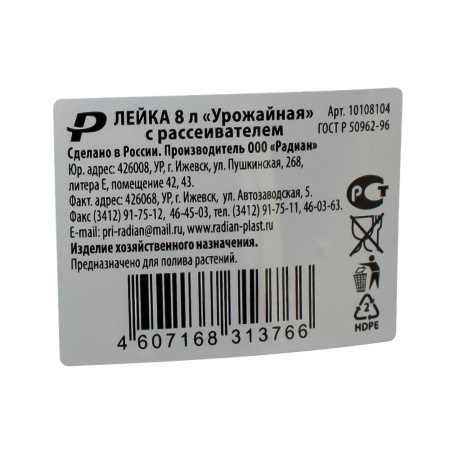 ЛЕЙКА 8 л «Урожайная»
с рассеивателем
Арт. 10108104
ГОСТ Р 50962-96
Сделано в России. Производитель ООО «Радиан»
Юр. адрес: 426008, УР, г. Ижевск, ул. Пушкинская, 268,
литера Е, помещение 42, 43.
Факт. адрес: 426068, УР, г. Ижевск, ул. Автозаводская, 5.
Факс (3412) 91-75-12, 46-45-03, тел. (3412) 91-75-11, 46-03-63.
E-mail: pri-radian@mail.ru, www.radian-plast.ru
Изделие хозяйственного назначения.
Предназначено для полива растений.
РСТ
2
HDPE
4 607168 313766